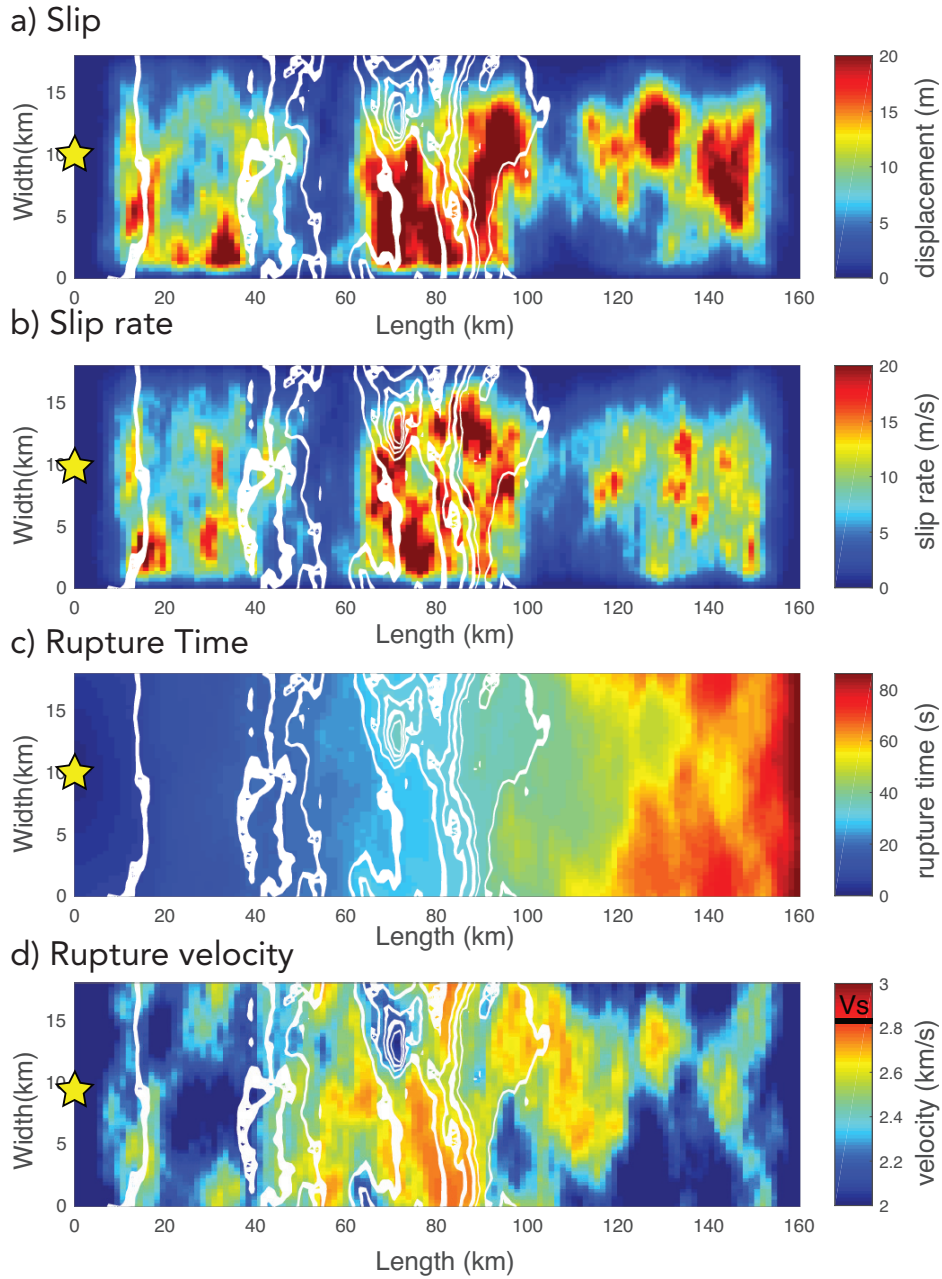 a) Slip
15
10
5
0
Width(km)
0 20 40 60 80 100 120 140 160
Length (km)
20
15
10
5
0
displacement (m)
b) Slip rate
15
10
5
0
Width(km)
0 20 40 60 80 100 120 140 160
Length (km)
20
15
10
5
0
slip rate (m/s)
c) Rupture Time
15
10
5
0
Width(km)
0 20 40 60 80 100 120 140 160
Length (km)
80
60
40
20
0
rupture time (s)
d) Rupture velocity
15
10
5
0
Width(km)
0 20 40 60 80 100 120 140 160
Length (km)
Vs
3
2.8
2.6
2.4
2.2
2
velocity (km/s)